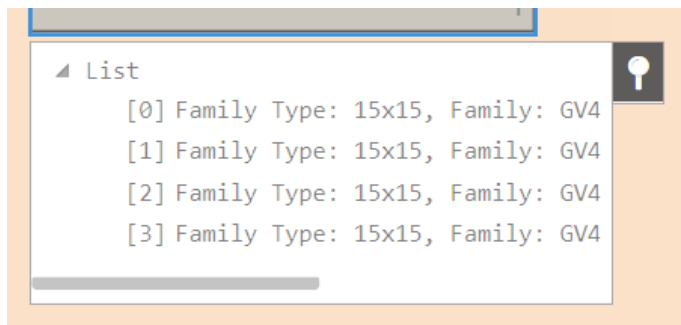 List
[0] Family Type: 15x15, Family: GV4
[1] Family Type: 15x15, Family: GV4
[2] Family Type: 15x15, Family: GV4
[3] Family Type: 15x15, Family: GV4